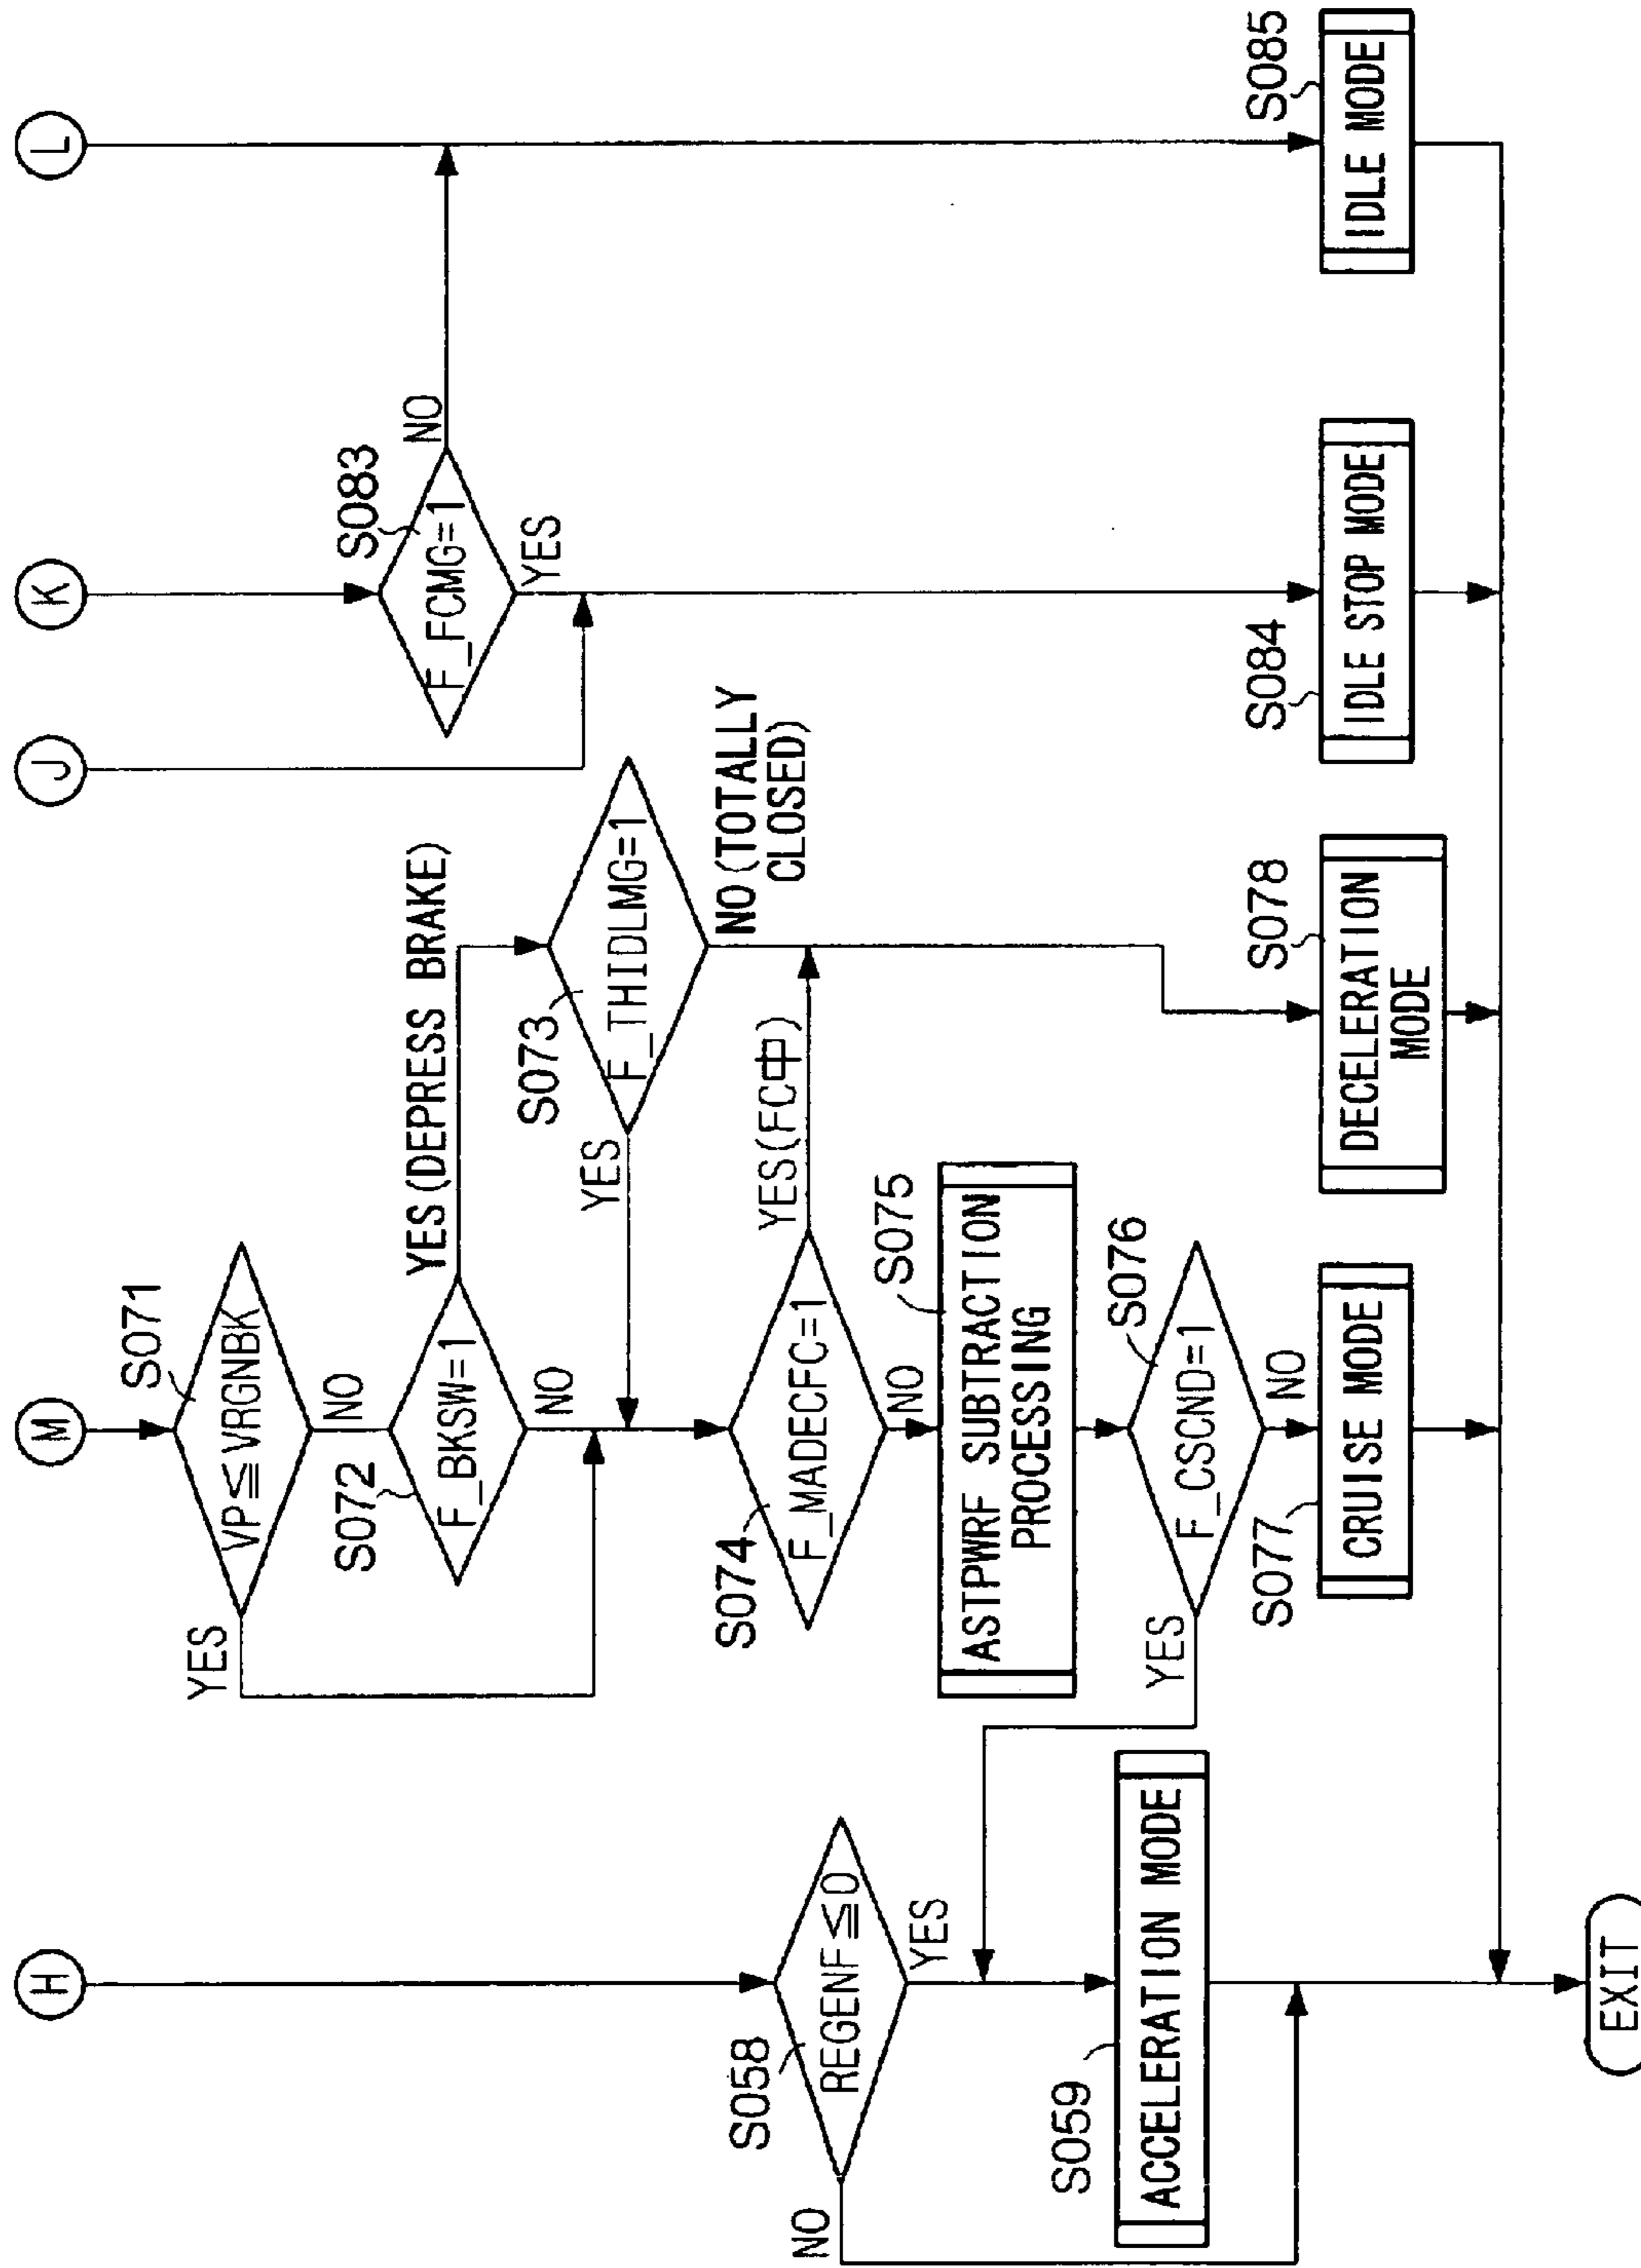 H
S058
REGENF≦0
NO
YES
S059
ACCELERATION MODE
EXIT
M
S071
VP≦VRGNBK
YES
NO
S072
F_BKSW=1
YES(DEPRESS BRAKE)
NO
S073
F_THIDLMG=1
YES
NO(TOTALLY
CLOSED)
S074
F_MADECFC=1
YES(FC中)
NO
S075
ASTPWRF SUBTRACTION
PROCESSING
S076
F_CSCND=1
YES
NO
S077
CRUISE MODE
S078
DECELERATION
MODE
J
K
S083
F_FCMG=1
NO
YES
S084
IDLE STOP MODE
L
S085
IDLE MODE